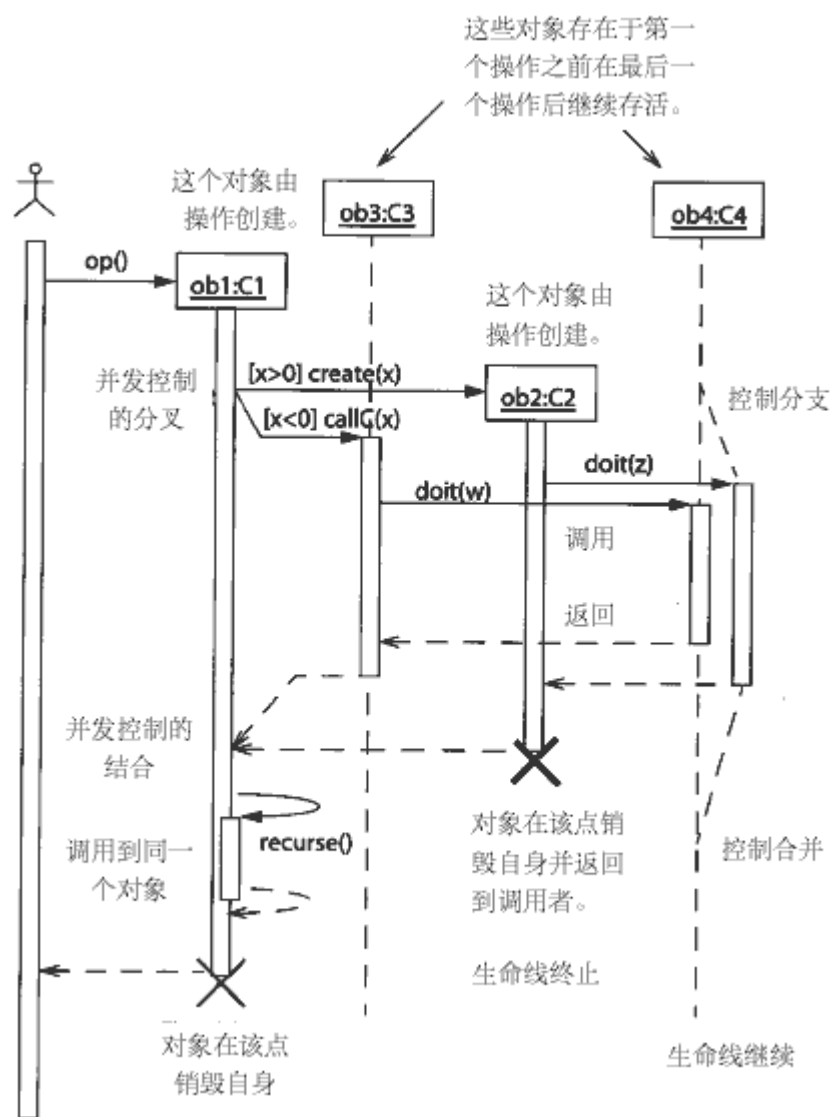 这些对象存在于第一
个操作之前在最后一
个操作后继续存活。
这个对象由
操作创建。
ob3:C3
ob4:C4
op()
ob1:C1
这个对象由
操作创建。
并发控制
的分叉
[x>0] create(x)
ob2:C2
控制分支
[x<0] callC(x)
doit(z)
doit(w)
调用
返回
并发控制的
结合
recurse()
调用到同一
个对象
对象在该点销
毁自身并返回
到调用者。
控制合并
生命线终止
对象在该点
销毁自身
生命线继续